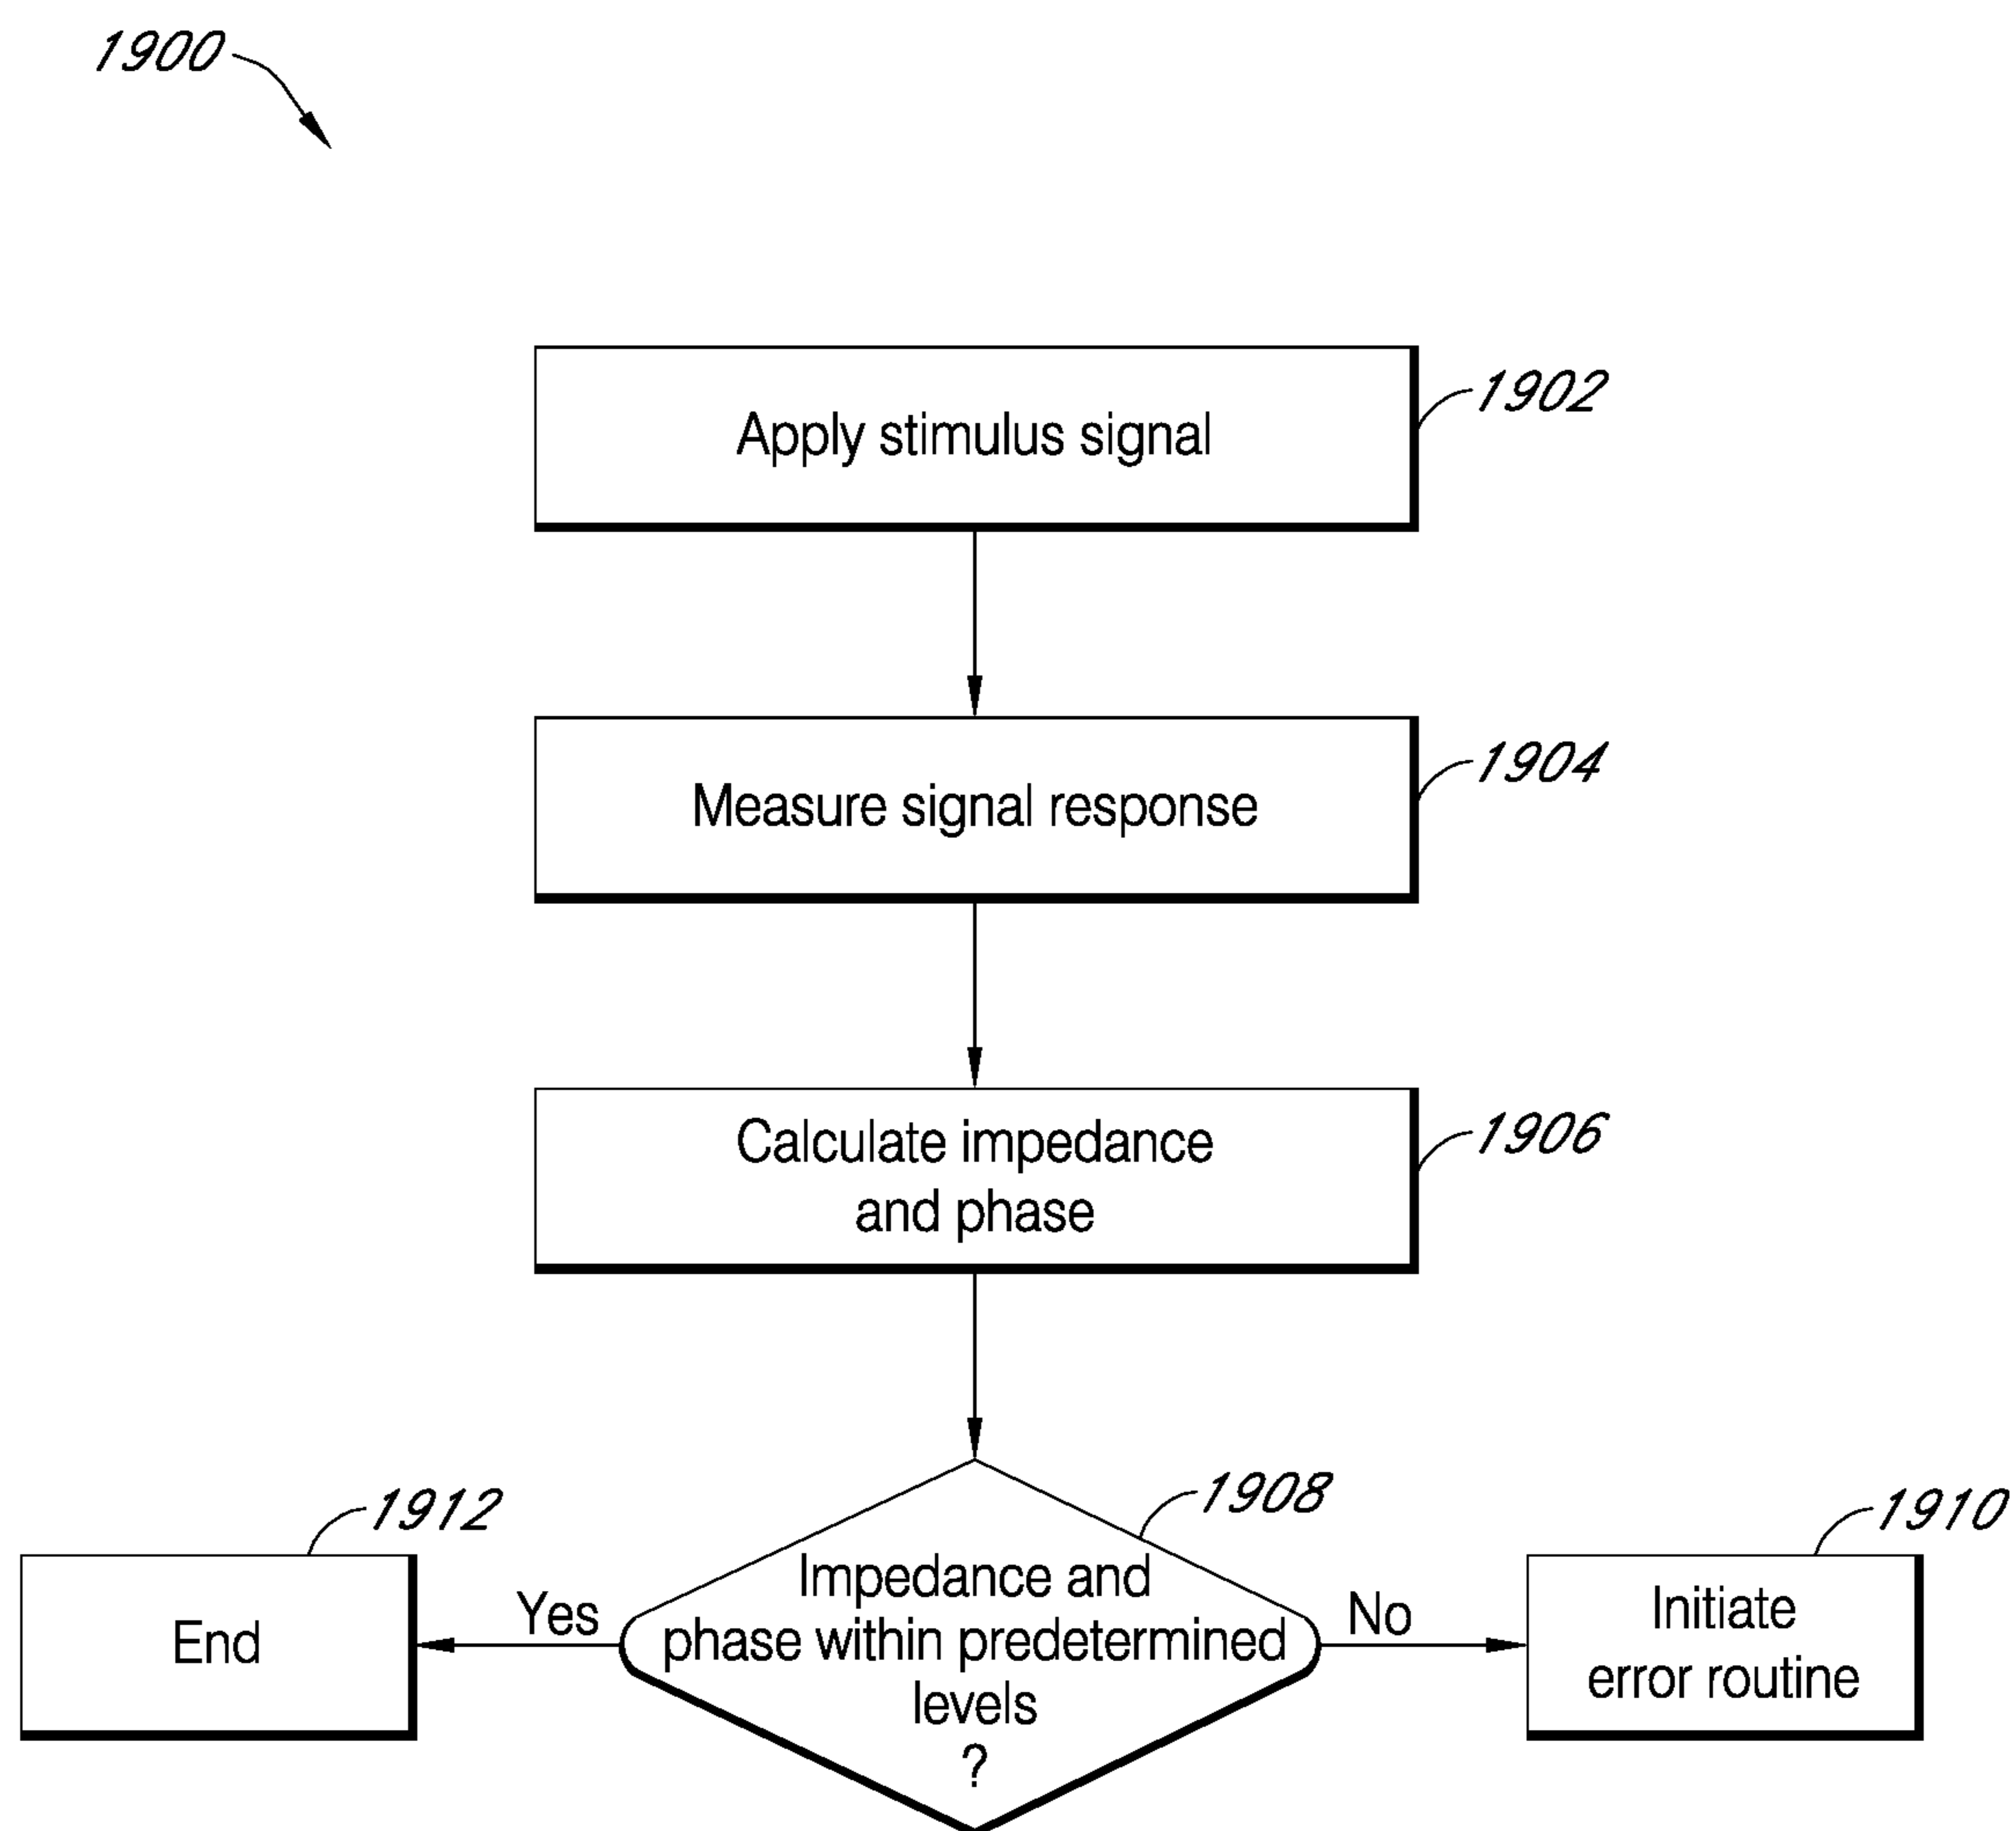 1900
Apply stimulus signal
1902
Measure signal response
1904
Calculate impedance
and phase
1906
1912
End
Yes
1908
Impedance and
phase within predetermined
levels
?
No
1910
Initiate
error routine